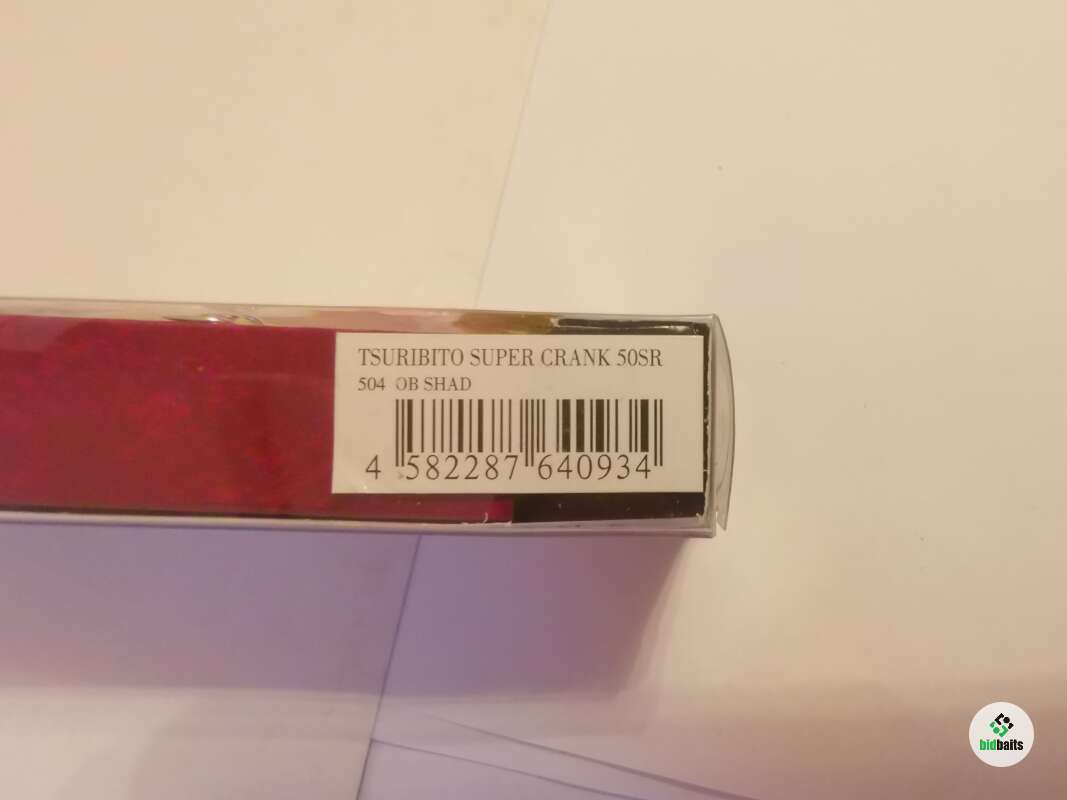 TSURIBITO SUPER CRANK 50SR
504 OB SHAD
4 582287 640934
bidbaits